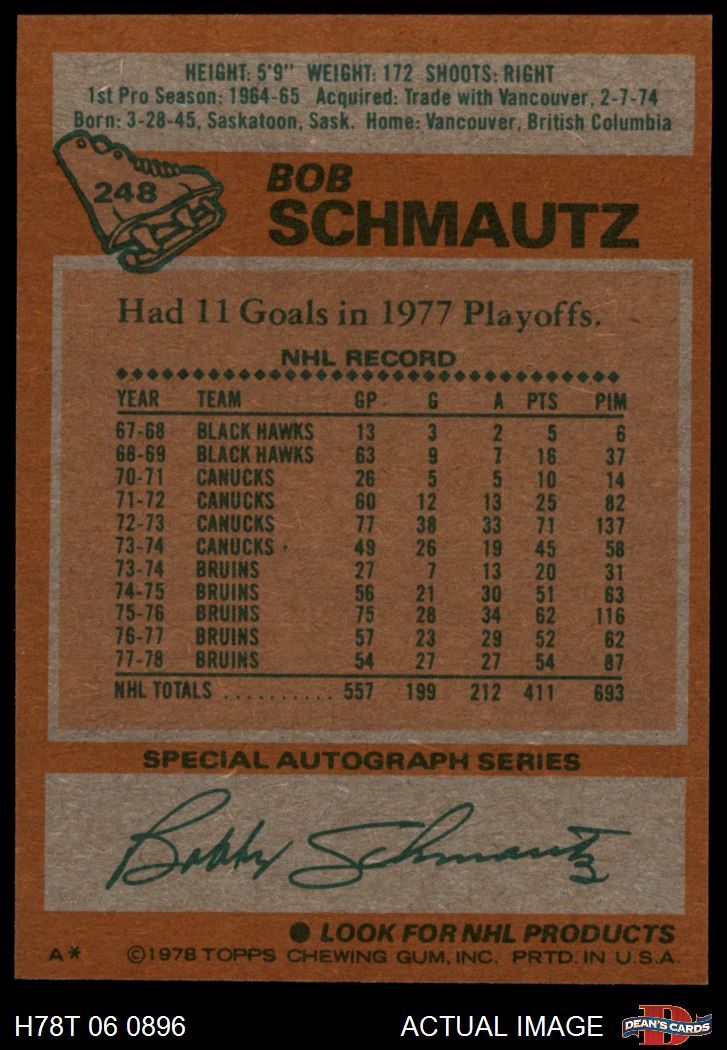 HEIGHT: 5'9" WEIGHT: 172 SHOOTS: RIGHT
1st Pro Season: 1964-65 Acquired: Trade with Vancouver, 2-7-74
Born: 3-28-45, Saskatoon, Sask. Home: Vancouver, British Columbia
248
BOB
SCHMAUTZ
Had 11 Goals in 1977 Playoffs.
NHL RECORD
YEAR TEAM GP G A PTS PIM
67-68 BLACK HAWKS 13 3 2 5 6
68-69 BLACK HAWKS 63 9 7 16 37
70-71 CANUCKS 26 5 5 10 14
71-72 CANUCKS 60 12 13 25 82
72-73 CANUCKS 77 38 33 71 137
73-74 CANUCKS 49 26 19 45 58
73-74 BRUINS 27 7 13 20 31
74-75 BRUINS 56 21 30 51 63
75-76 BRUINS 75 28 34 62 116
76-77 BRUINS 57 23 29 52 62
77-78 BRUINS 54 27 27 54 87
NHL TOTALS .......... 557 199 212 411 693
SPECIAL AUTOGRAPH SERIES
Bobby Schmautz
● LOOK FOR NHL PRODUCTS
A* ©1978 TOPPS CHEWING GUM, INC. PRTD. IN U.S.A.
H78T 06 0896 ACTUAL IMAGE
D
DEAN'S CARDS